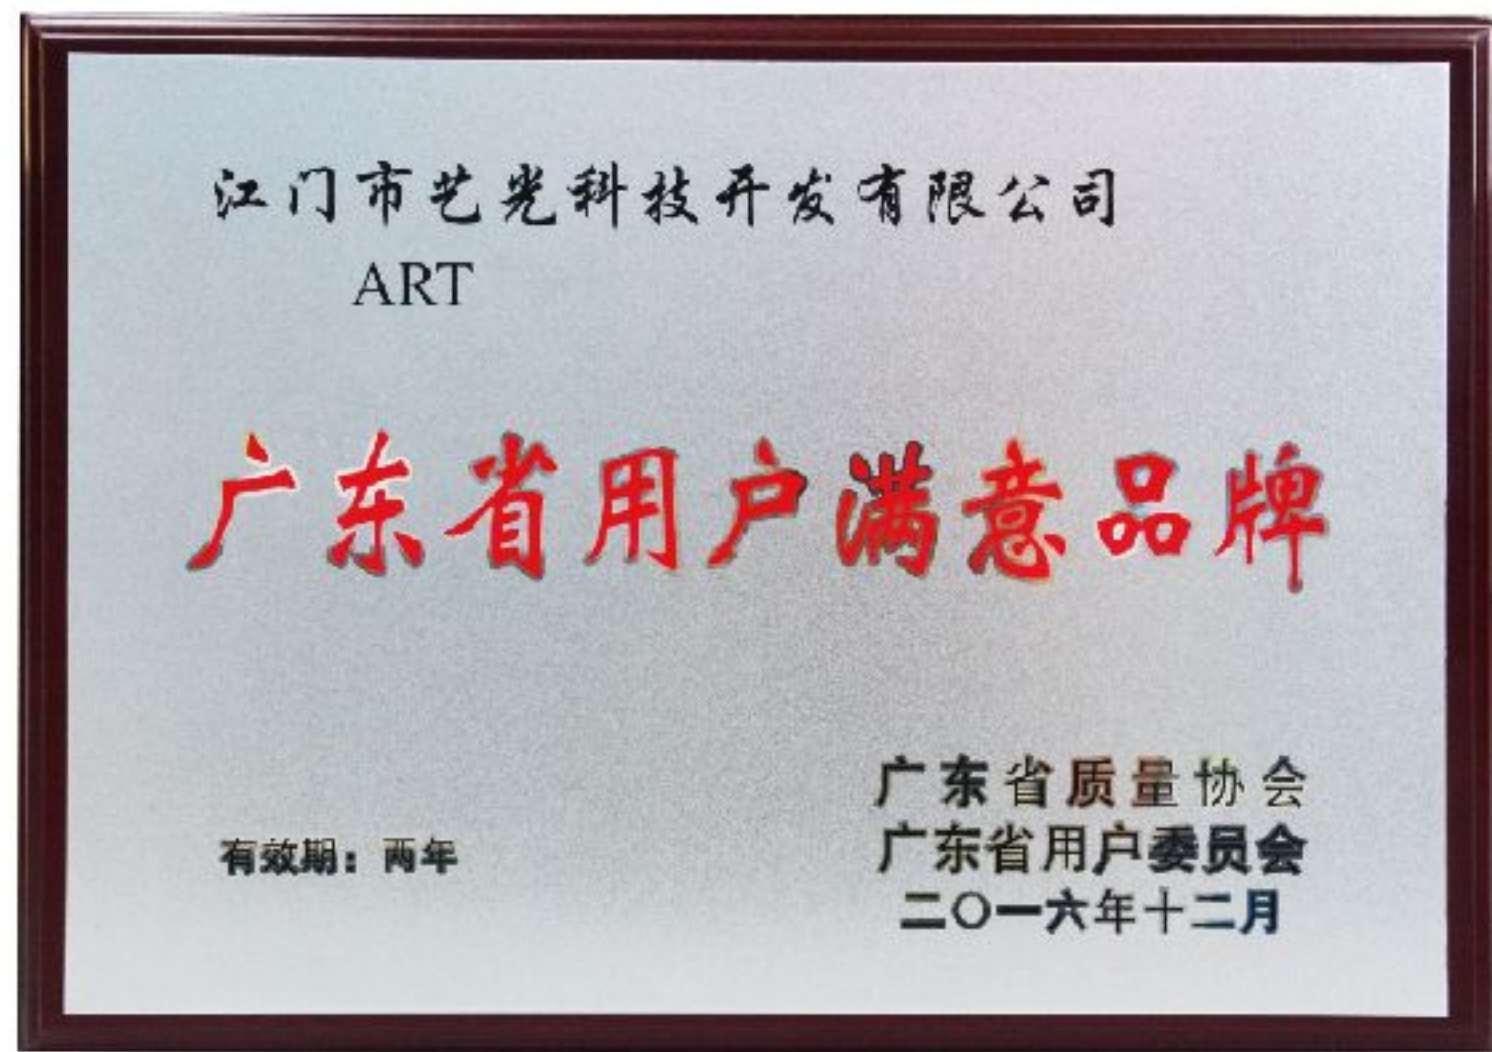 江门市艺光科技开发有限公司
ART
广东省用户满意品牌
广东省质量协会
广东省用户委员会
有效期：两年
二〇一六年十二月